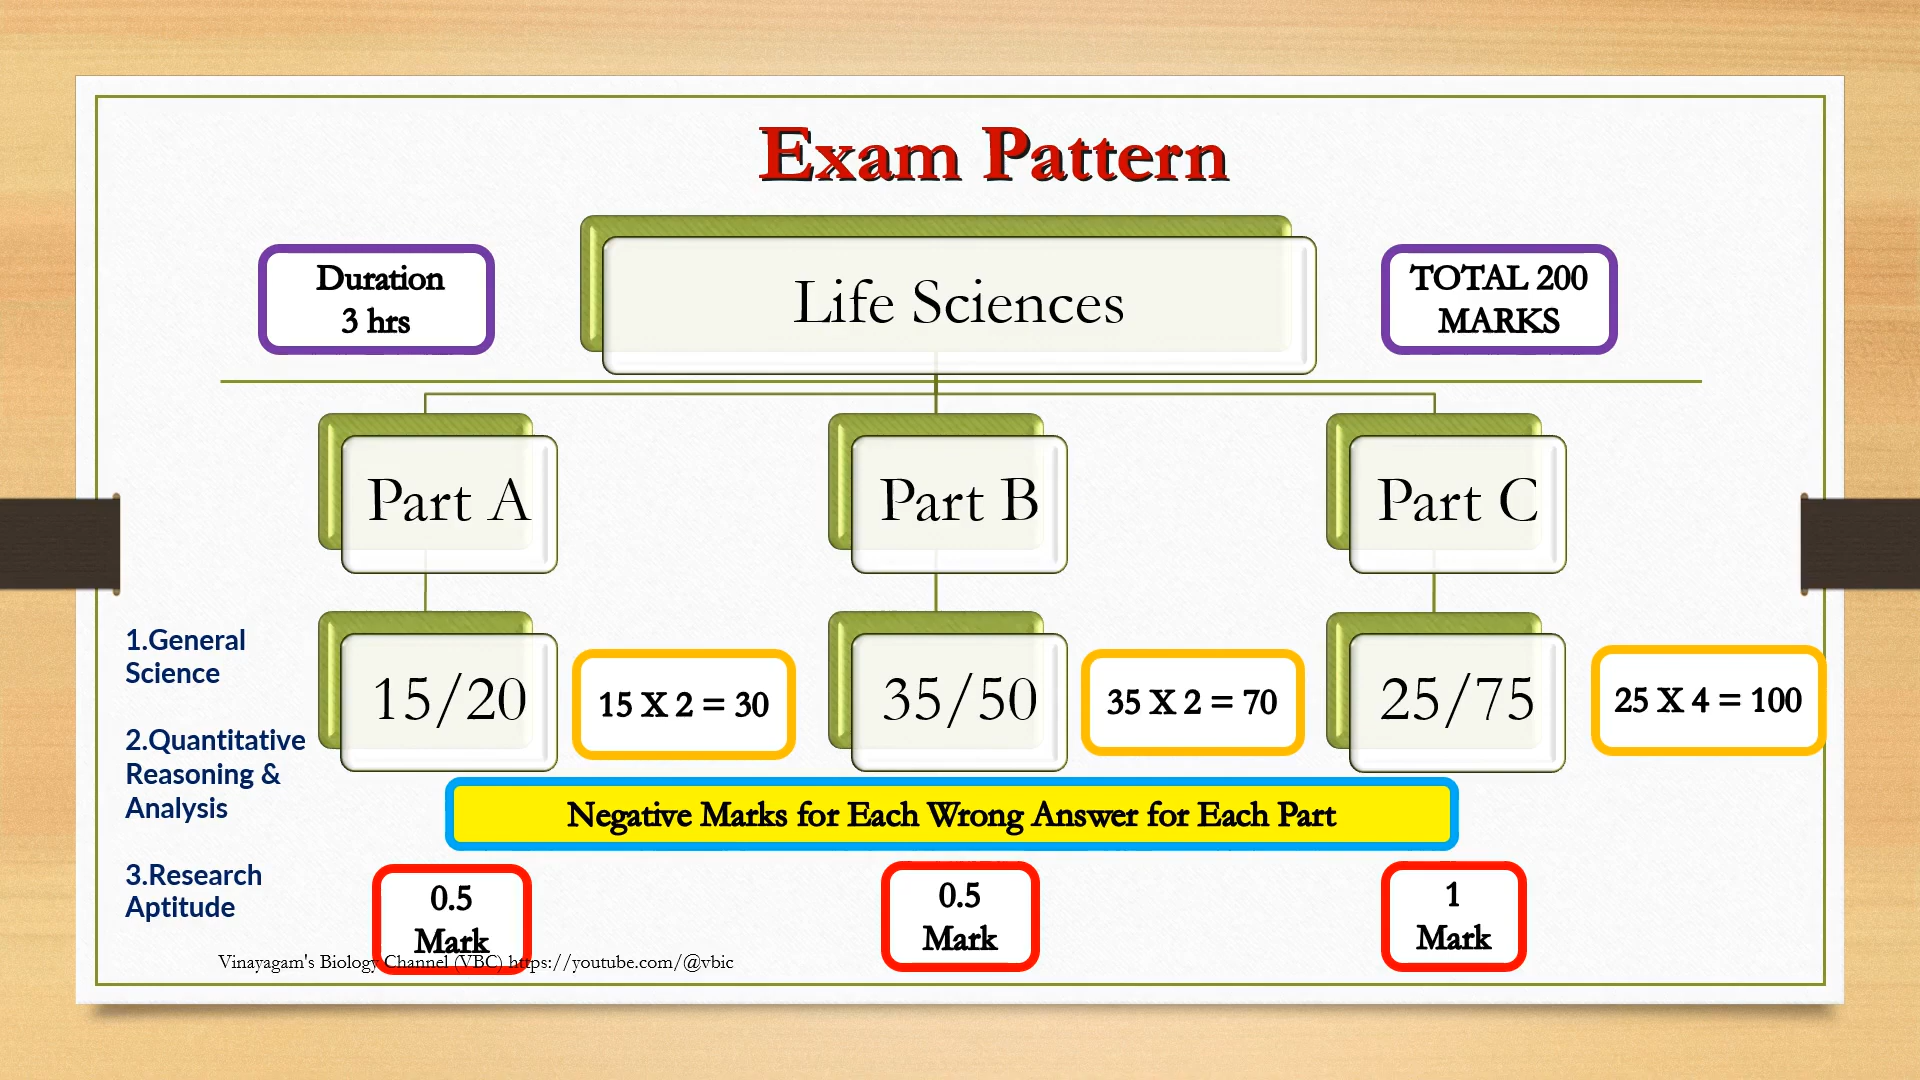 Exam Pattern
Duration
3 hrs
Life Sciences
TOTAL 200
MARKS
Part A
Part B
Part C
1.General
Science
2.Quantitative
Reasoning &
Analysis
3.Research
Aptitude
15/20
15 X 2 = 30
35/50
35 X 2 = 70
25/75
25 X 4 = 100
Negative Marks for Each Wrong Answer for Each Part
0.5
Mark
0.5
Mark
1
Mark
Vinayagam's Biology Channel (VBC) https://youtube.com/@vbic